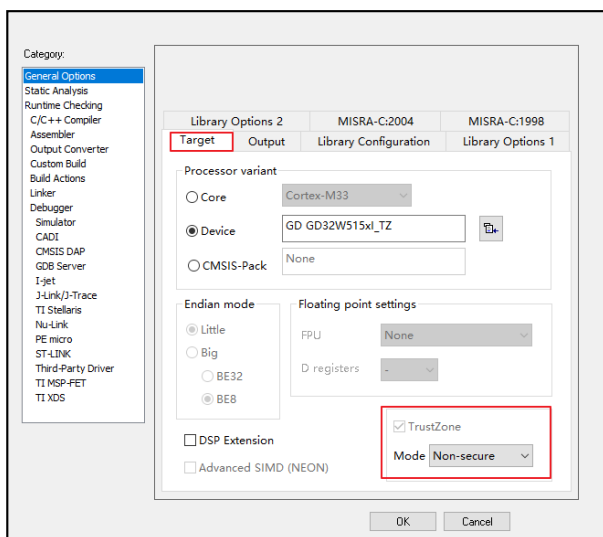 Category:
General Options
Static Analysis
Runtime Checking
C/C++ Compiler
Assembler
Output Converter
Custom Build
Build Actions
Linker
Debugger
Simulator
CADI
CMSIS DAP
GDB Server
I-jet
J-Link/J-Trace
TI Stellaris
Nu-Link
PE micro
ST-LINK
Third-Party Driver
TI MSP-FET
TI XDS
Library Options 2 MISRA-C:2004 MISRA-C:1998
Target Output Library Configuration Library Options 1
Processor variant
Core Cortex-M33
Device GD GD32W515xI_TZ
CMSIS-Pack None
Endian mode
Little
Big
BE32
BE8
Floating point settings
FPU None
D registers -
DSP Extension
Advanced SIMD (NEON)
TrustZone
Mode Non-secure
OK Cancel